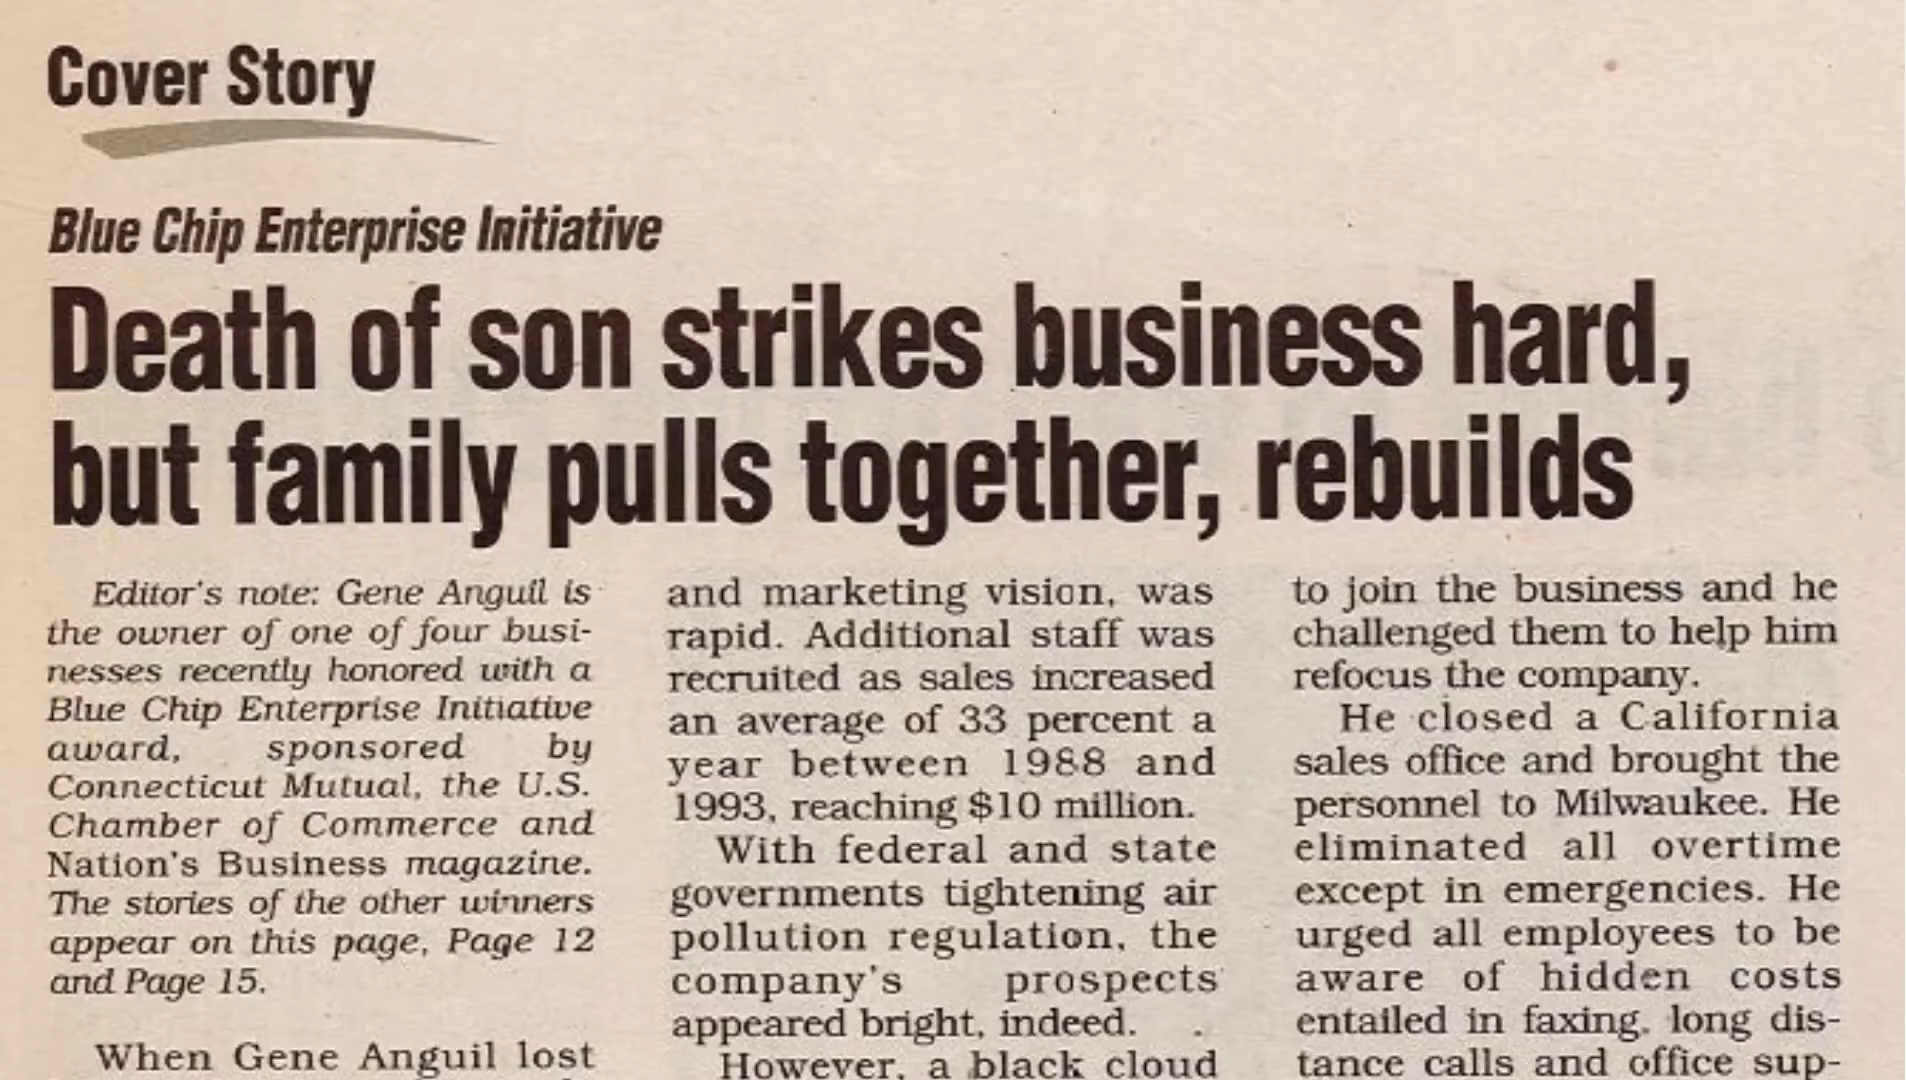 Cover Story
Blue Chip Enterprise Initiative
Death of son strikes business hard,
but family pulls together, rebuilds
Editor's note: Gene Anguil is
the owner of one of four busi-
nesses recently honored with a
Blue Chip Enterprise Initiative
award, sponsored by
Connecticut Mutual, the U.S.
Chamber of Commerce and
Nation's Business magazine.
The stories of the other winners
appear on this page, Page 12
and Page 15.
When Gene Anguil lost
and marketing vision, was
rapid. Additional staff was
recruited as sales increased
an average of 33 percent a
year between 1988 and
1993, reaching $10 million.
With federal and state
governments tightening air
pollution regulation, the
company's prospects
appeared bright, indeed.
However, a black cloud
to join the business and he
challenged them to help him
refocus the company.
He closed a California
sales office and brought the
personnel to Milwaukee. He
eliminated all overtime
except in emergencies. He
urged all employees to be
aware of hidden costs
entailed in faxing, long dis-
tance calls and office sup-